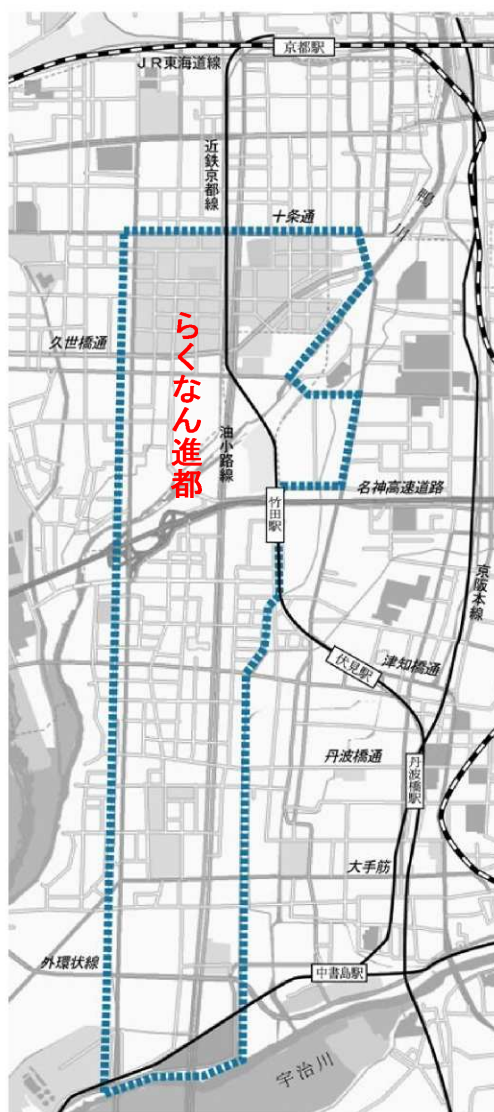 京都駅
JR東海道線
近鉄京都線
鴨川
十条通
らくなん進都
久世橋通
油小路線
名神高速道路
竹田駅
京阪本線
津知橋通
伏見駅
丹波橋通
丹波橋駅
大手筋
外環状線
中書島駅
宇治川